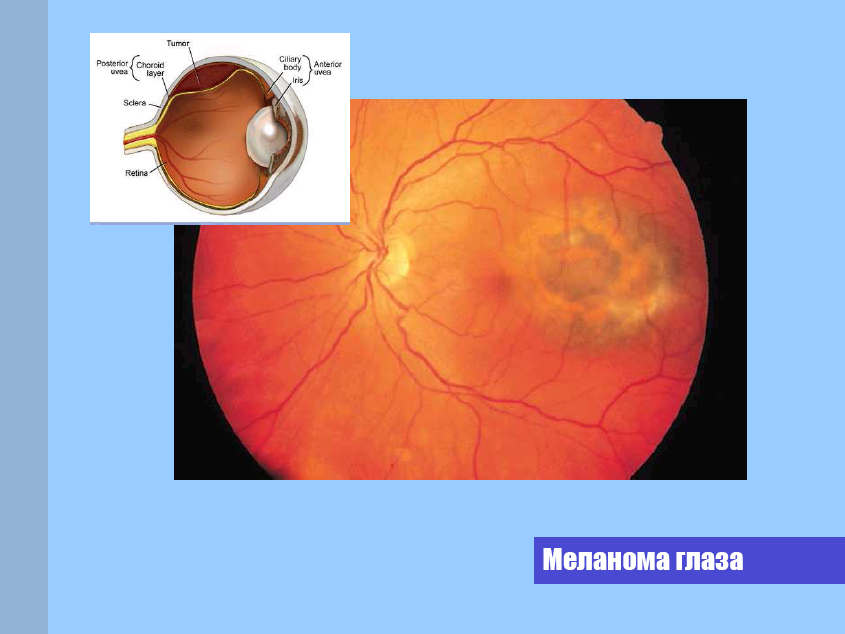 Tumor
Posterior
uvea
Choroid
layer
Ciliary
body
Anterior
uvea
Iris
Sclera
Retina
Меланома глаза